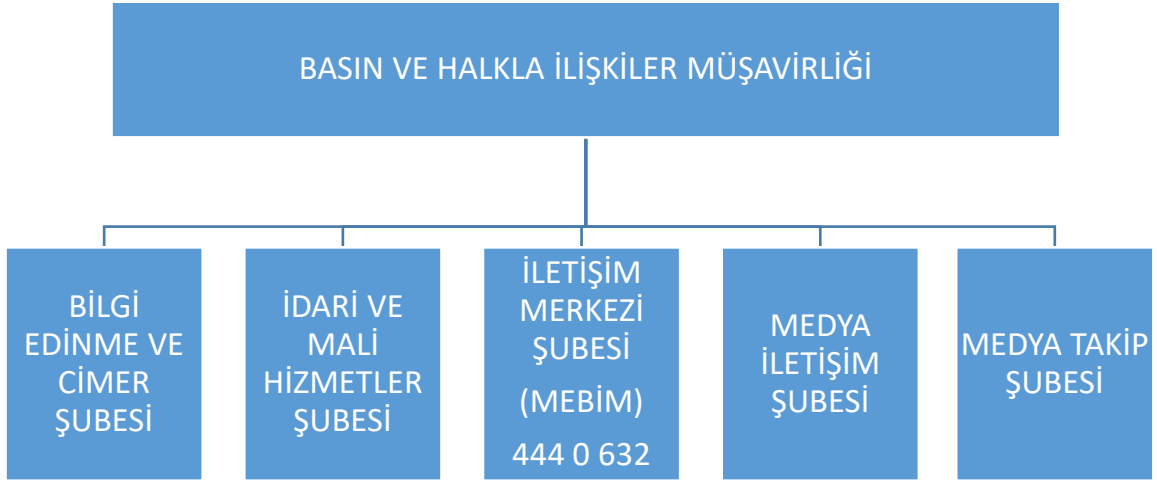 BASIN VE HALKLA İLİŞKİLER MÜŞAVİRLİĞİ
BİLGİ
EDİNME VE
CİMER
ŞUBESİ
İDARİ VE
MALİ
HİZMETLER
ŞUBESİ
İLETİŞİM
MERKEZİ
ŞUBESİ
(MEBİM)
444 0 632
MEDYA
İLETİŞİM
ŞUBESİ
MEDYA TAKİP
ŞUBESİ